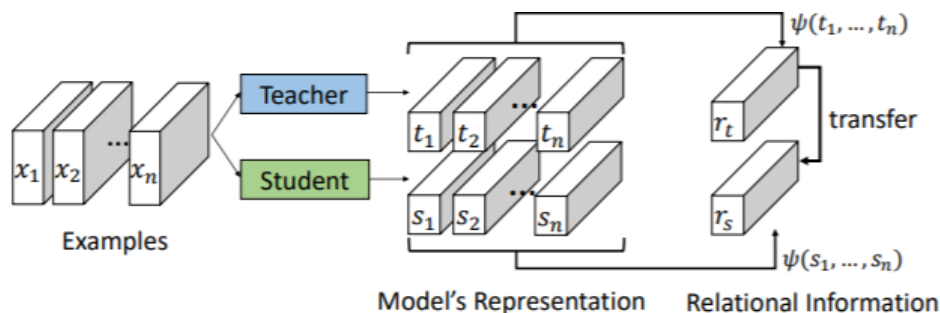 ψ(t₁, ..., tₙ)
Teacher
x₁ x₂ ... xₙ
t₁ t₂ ... tₙ
rₜ
transfer
Student
s₁ s₂ ... sₙ
rₛ
Examples
ψ(s₁, ..., sₙ)
Model's Representation
Relational Information